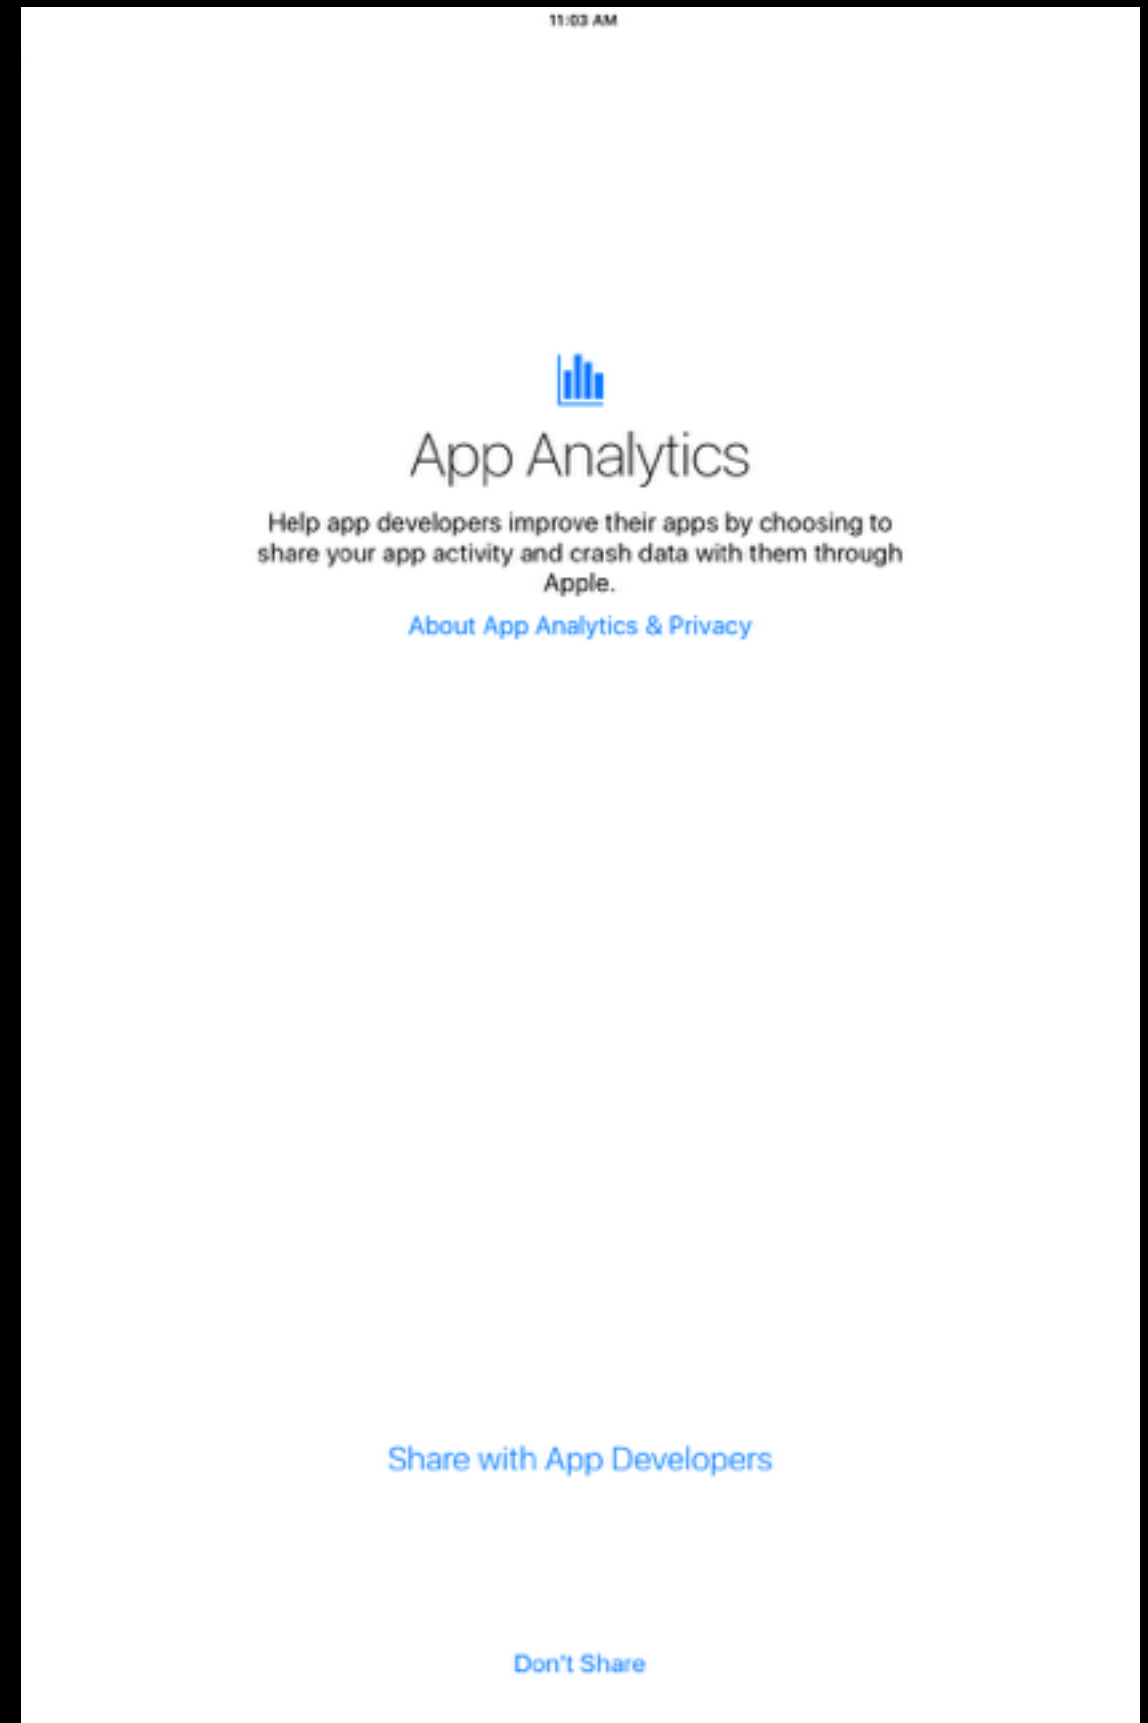 11:03 AM
App Analytics
Help app developers improve their apps by choosing to
share your app activity and crash data with them through
Apple.
About App Analytics & Privacy
Share with App Developers
Don't Share